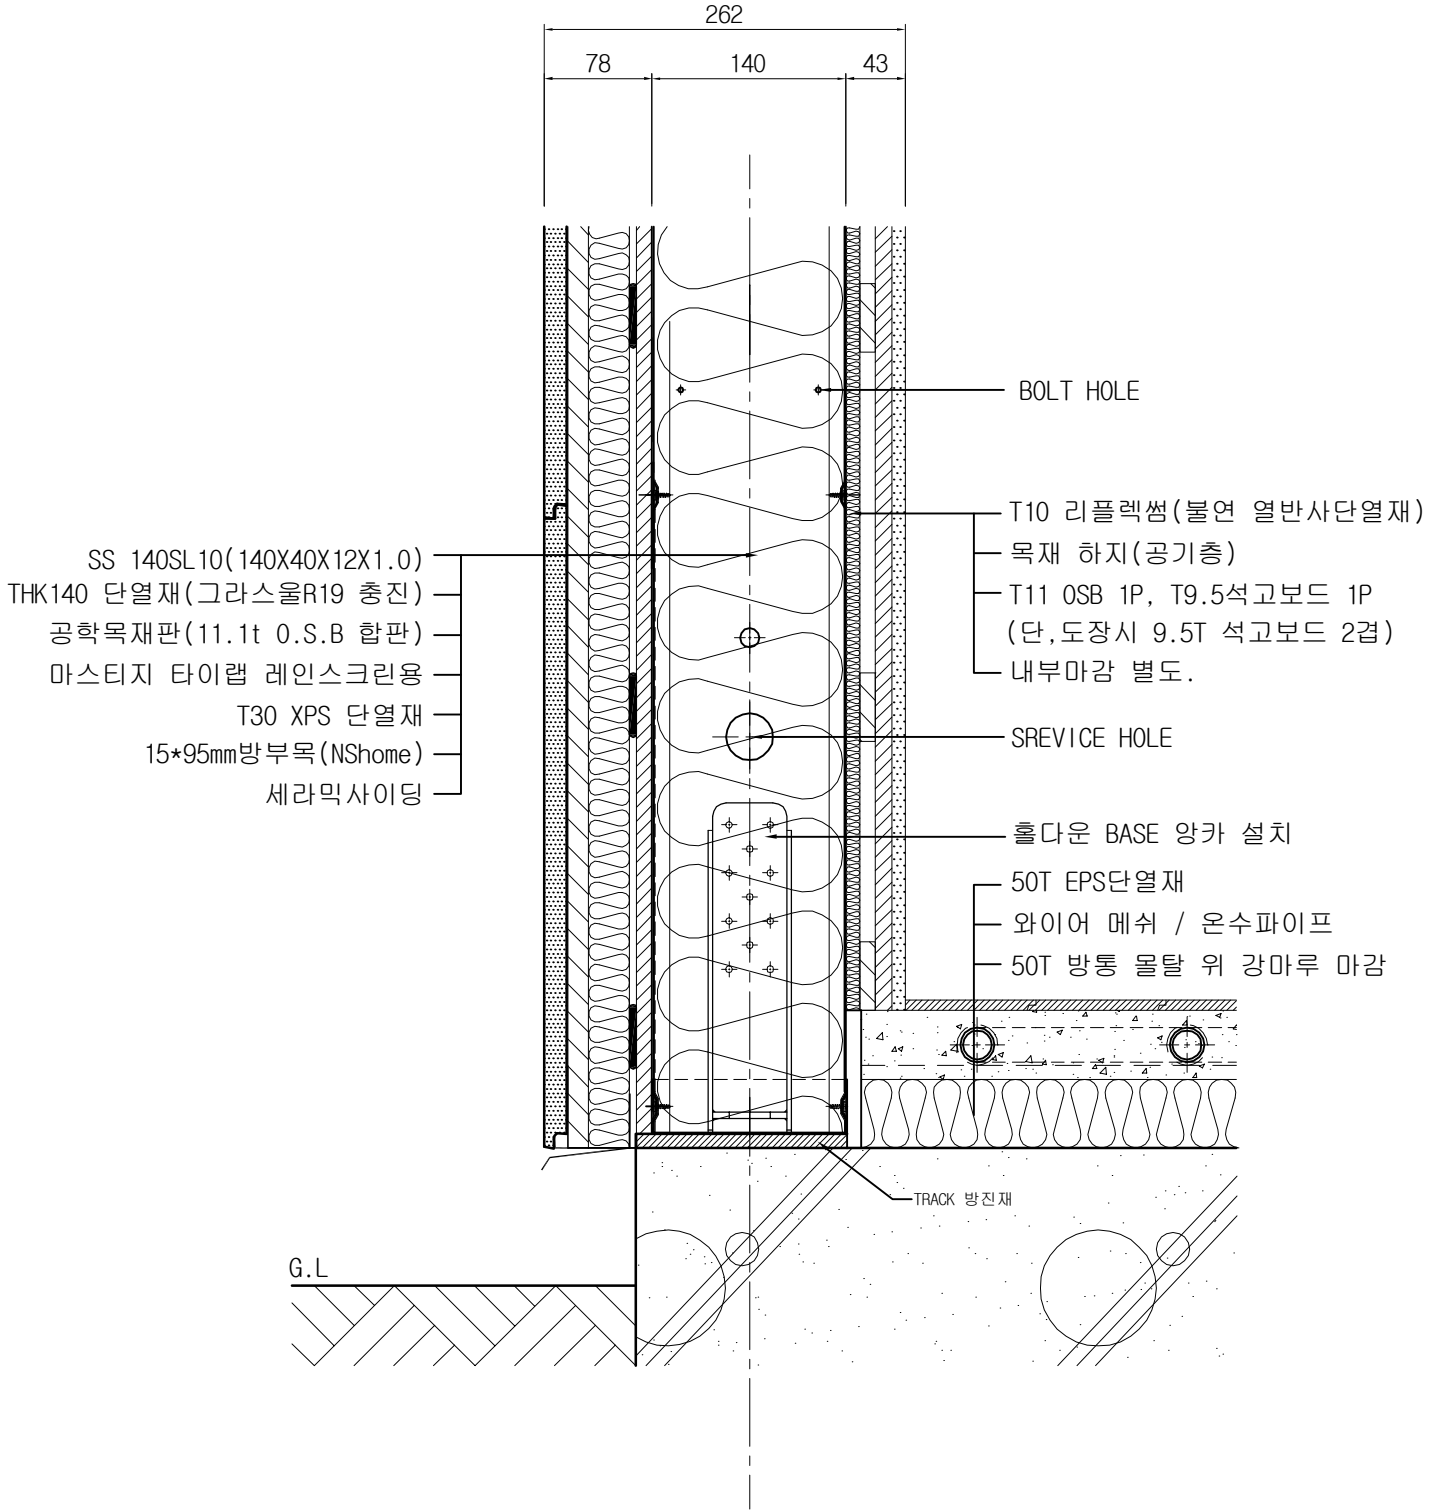 262
78
140
43
BOLT HOLE
T10 리플렉썸(불연 열반사단열재)
목재 하지(공기층)
T11 OSB 1P, T9.5석고보드 1P
(단,도장시 9.5T 석고보드 2겹)
내부마감 별도.
SS 140SL10(140X40X12X1.0)
THK140 단열재(그라스울R19 충진)
공학목재판(11.1t O.S.B 합판)
마스티지 타이랩 레인스크린용
T30 XPS 단열재
15*95mm방부목(NShome)
세라믹사이딩
SREVICE HOLE
홀다운 BASE 앙카 설치
50T EPS단열재
와이어 메쉬 / 온수파이프
50T 방통 몰탈 위 강마루 마감
TRACK 방진재
G.L